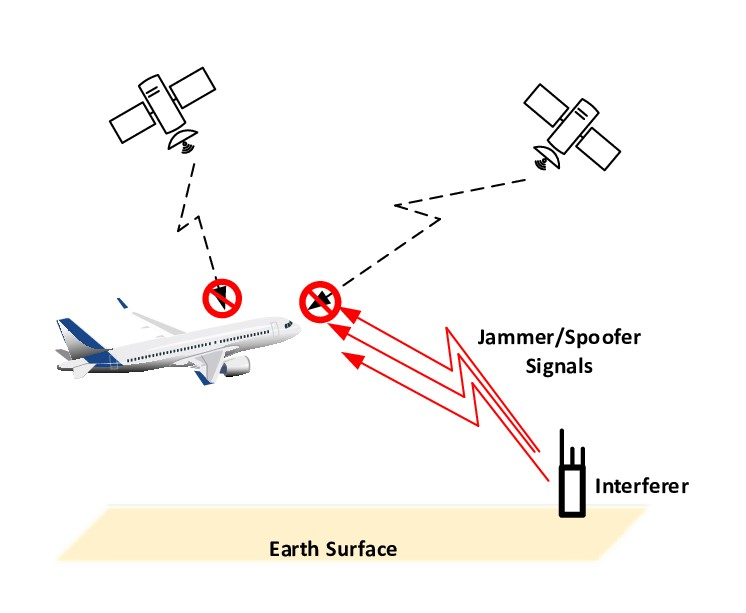 Jammer/Spoofer
Signals
Interferer
Earth Surface